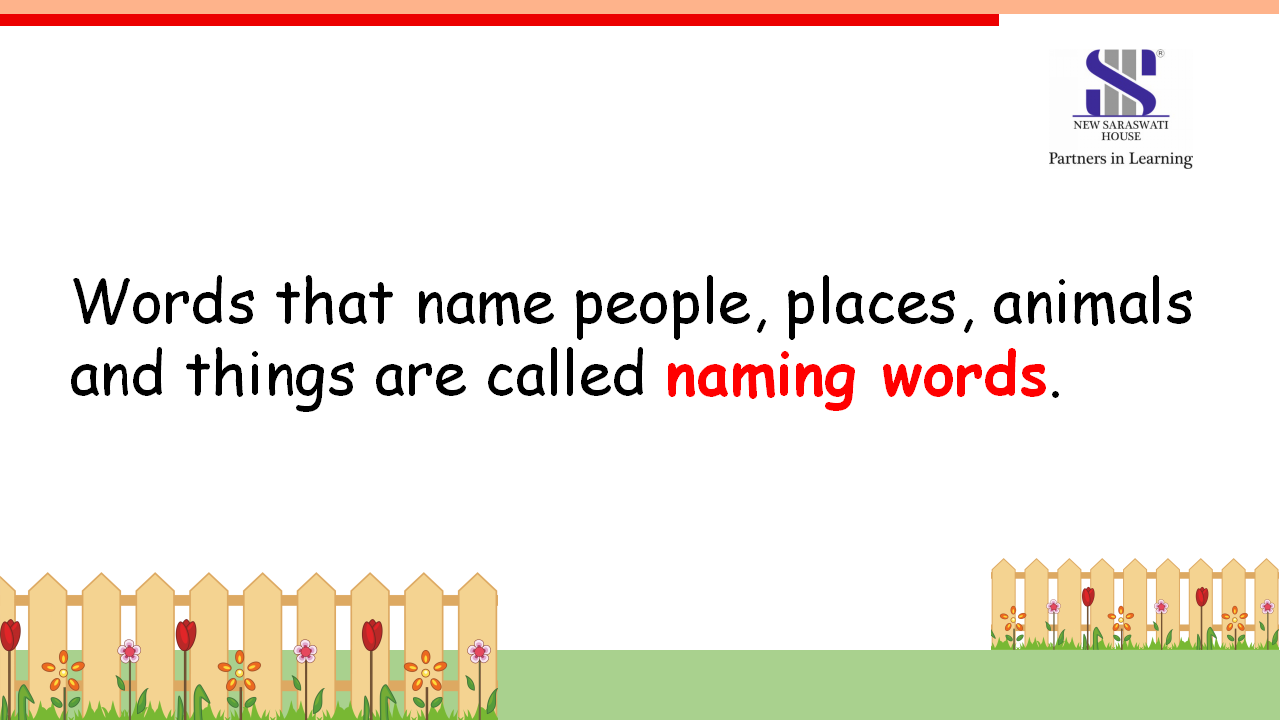 ®
NEW SARASWATI
HOUSE
Partners in Learning
Words that name people, places, animals
and things are called naming words.